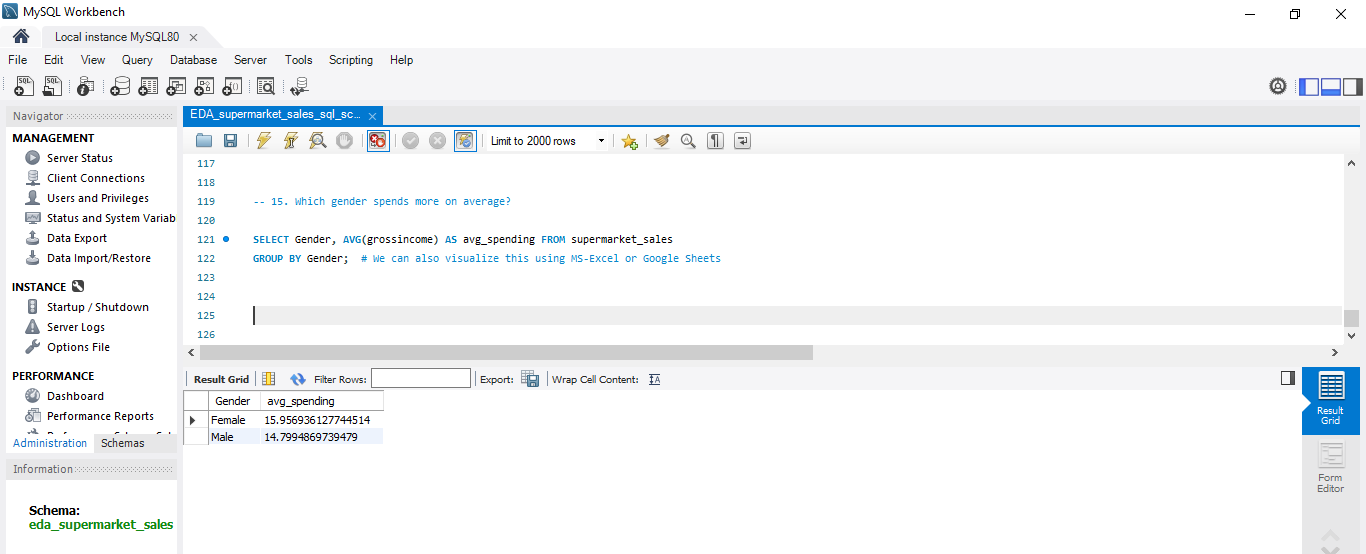 MySQL Workbench
Local instance MySQL80
File Edit View Query Database Server Tools Scripting Help
Navigator
MANAGEMENT
Server Status
Client Connections
Users and Privileges
Status and System Variab
Data Export
Data Import/Restore
INSTANCE
Startup / Shutdown
Server Logs
Options File
PERFORMANCE
Dashboard
Performance Reports
Administration Schemas
Information
Schema:
eda_supermarket_sales
EDA_supermarket_sales_sql_sc...
Limit to 2000 rows
117
118
119 -- 15. Which gender spends more on average?
120
121 SELECT Gender, AVG(grossincome) AS avg_spending FROM supermarket_sales
122 GROUP BY Gender; # We can also visualize this using MS-Excel or Google Sheets
123
124
125
126
Result Grid Filter Rows: Export: Wrap Cell Content:
Gender avg_spending
Female 15.956936127744514
Male 14.7994869739479
Result
Grid
Form
Editor